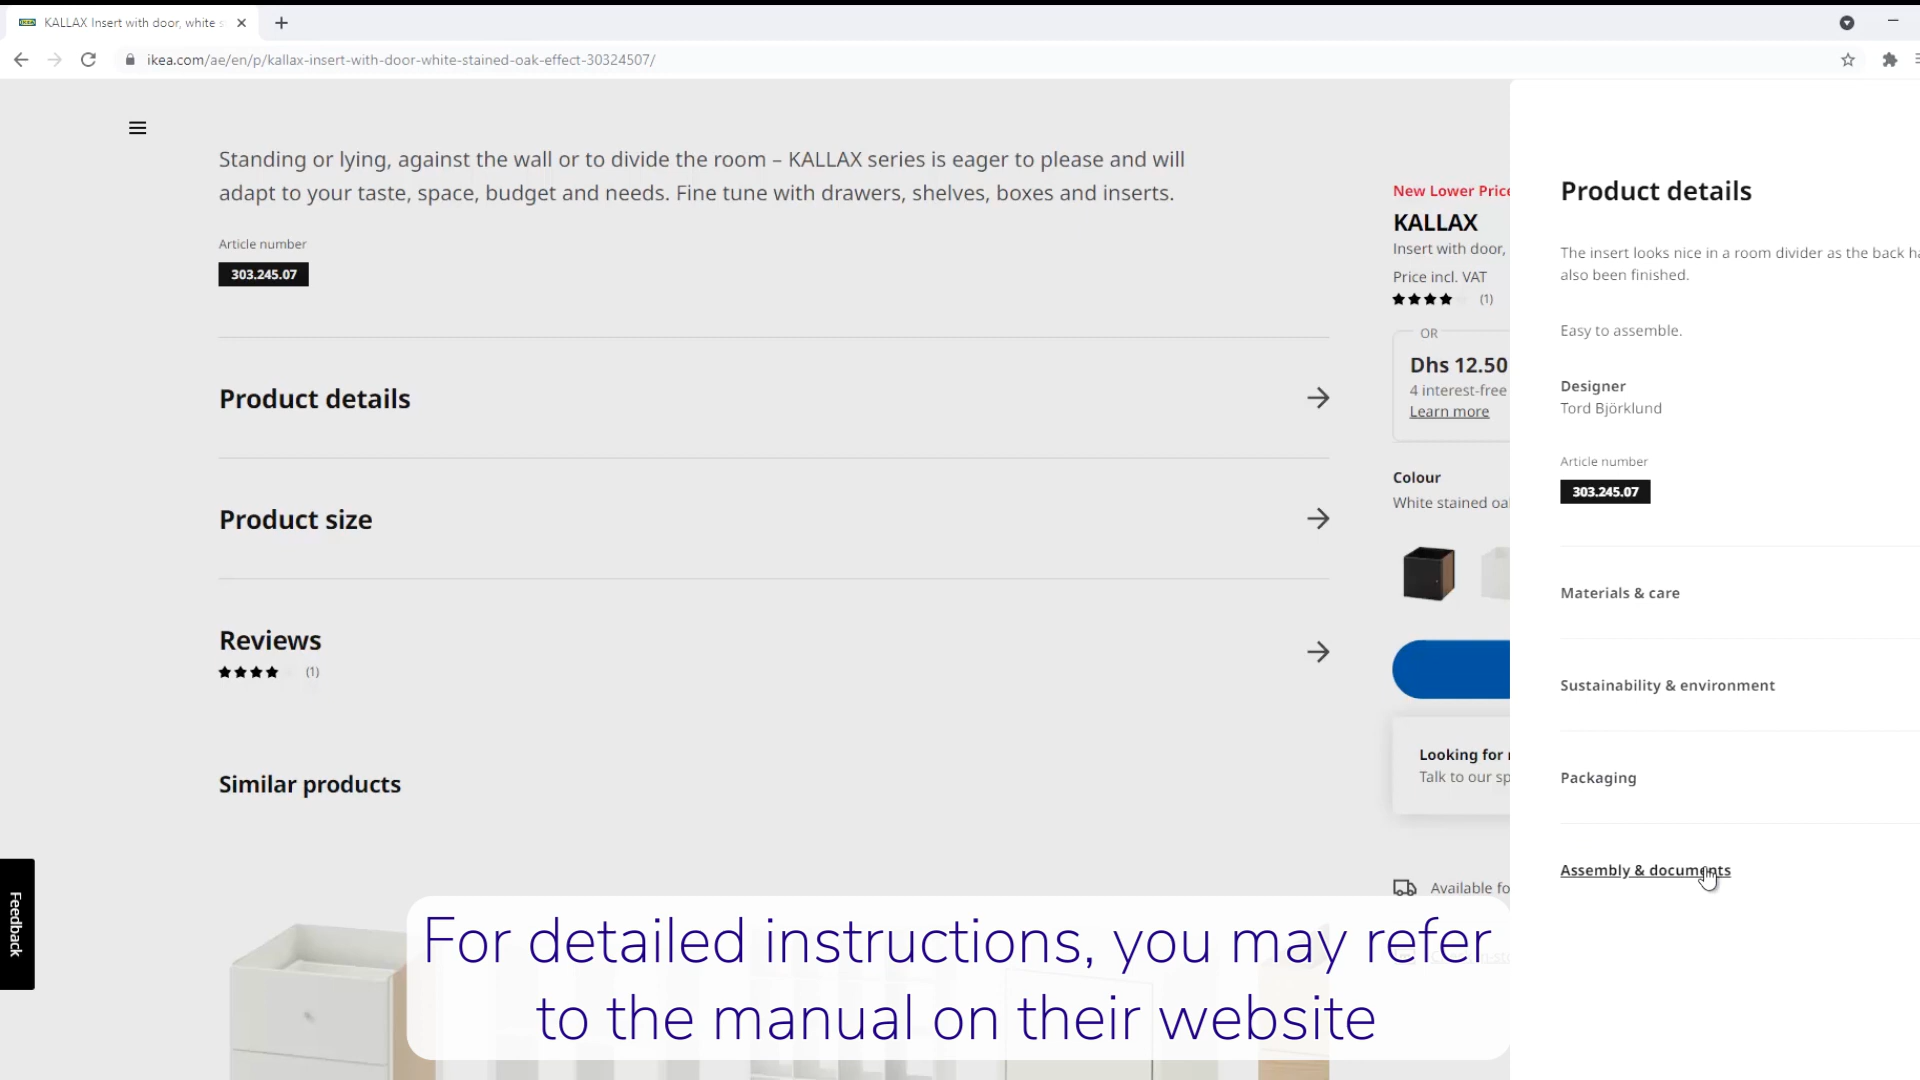 KALLAX Insert with door, white s
ikea.com/ae/en/p/kallax-insert-with-door-white-stained-oak-effect-30324507/
Standing or lying, against the wall or to divide the room – KALLAX series is eager to please and will
adapt to your taste, space, budget and needs. Fine tune with drawers, shelves, boxes and inserts.
Article number
303.245.07
Product details
Product size
Reviews
(1)
Similar products
Feedback
New Lower Price
KALLAX
Insert with door,
Price incl. VAT
(1)
OR
Dhs 12.50
4 interest-free
Learn more
Colour
White stained oa
Looking for
Talk to our sp
Available fo
Product details
The insert looks nice in a room divider as the back ha
also been finished.
Easy to assemble.
Designer
Tord Björklund
Article number
303.245.07
Materials & care
Sustainability & environment
Packaging
Assembly & documents
For detailed instructions, you may refer
to the manual on their website